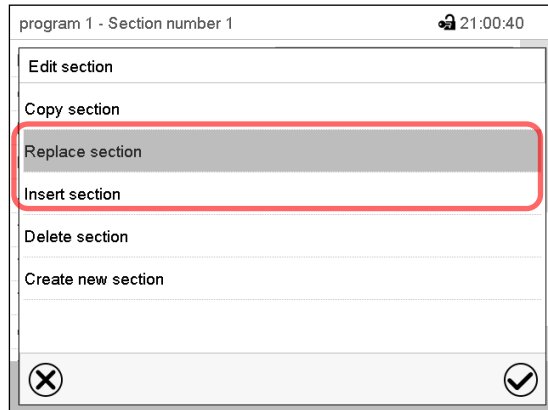 program 1 - Section number 1 21:00:40
Edit section
Copy section
Replace section
Insert section
Delete section
Create new section